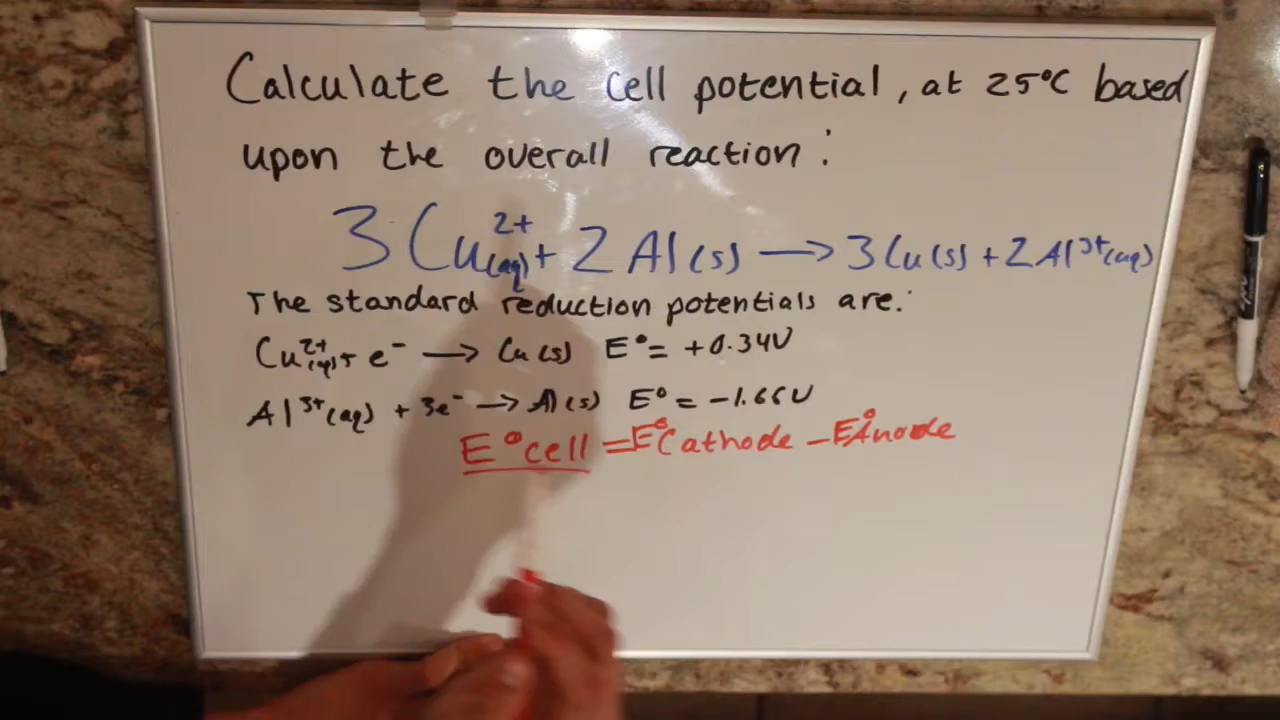 Calculate the cell potential, at 25°C based
upon the overall reaction:
3Cu²⁺(aq) + 2Al(s) → 3Cu(s) + 2Al³⁺(aq)
The standard reduction potentials are:
Cu²⁺(aq) + e⁻ → Cu(s) E° = +0.34V
Al³⁺(aq) + 3e⁻ → Al(s) E° = -1.66V
E°cell = E°Cathode - E°Anode